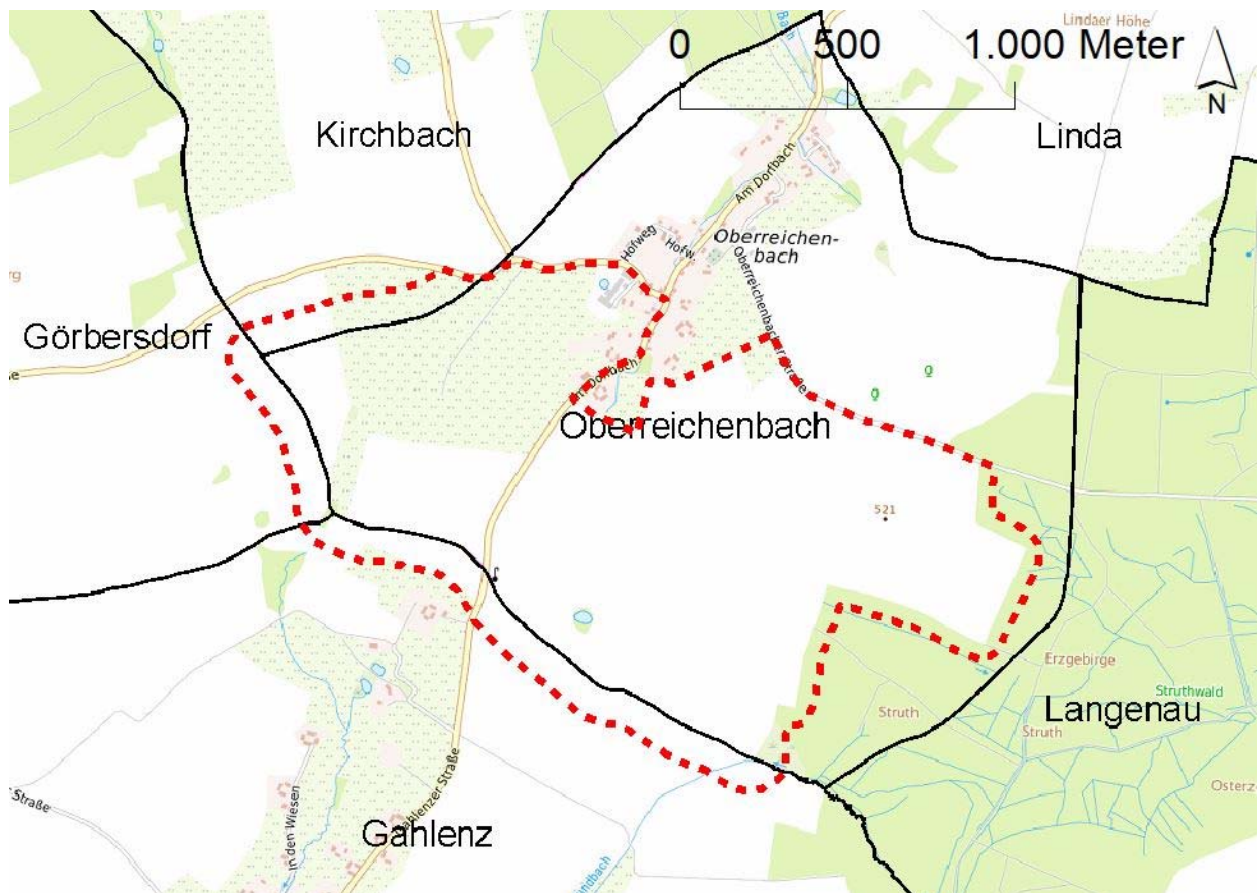 Bach
Lindaer Höhe
0 500 1.000 Meter
N
Kirchbach
Linda
Am Dorfbach
Hofweg
Hofw.
Oberreichen-
bach
Oberreichenbacher Straße
Görbersdorf
Am Dorfbach
Oberreichenbach
521
Erzgebirge
Struthwald
Struth
Langenau
Struth
Gahlenzer Straße
In den Wiesen
Straße
Gahlenz